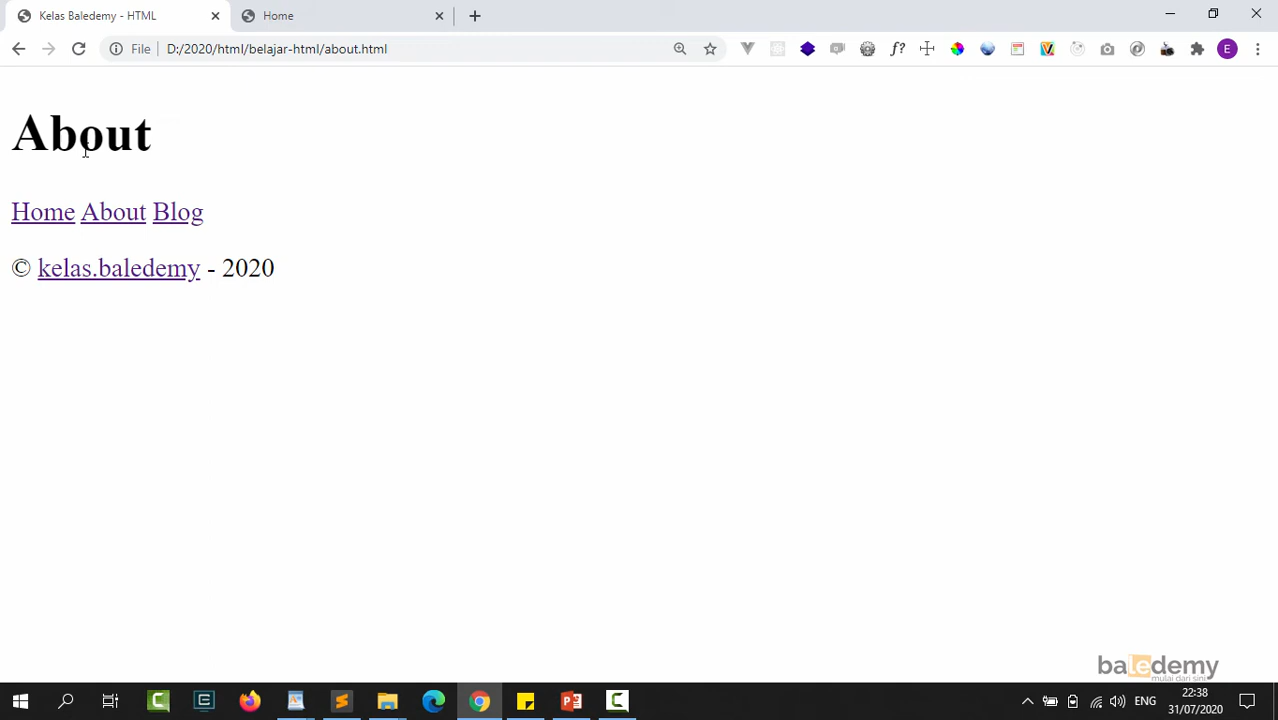 Kelas Baledemy - HTML
Home
File
D:/2020/html/belajar-html/about.html
E
About
Home About Blog
© kelas.baledemy - 2020
baledemy
mulai dari sini
ENG
22:38
31/07/2020